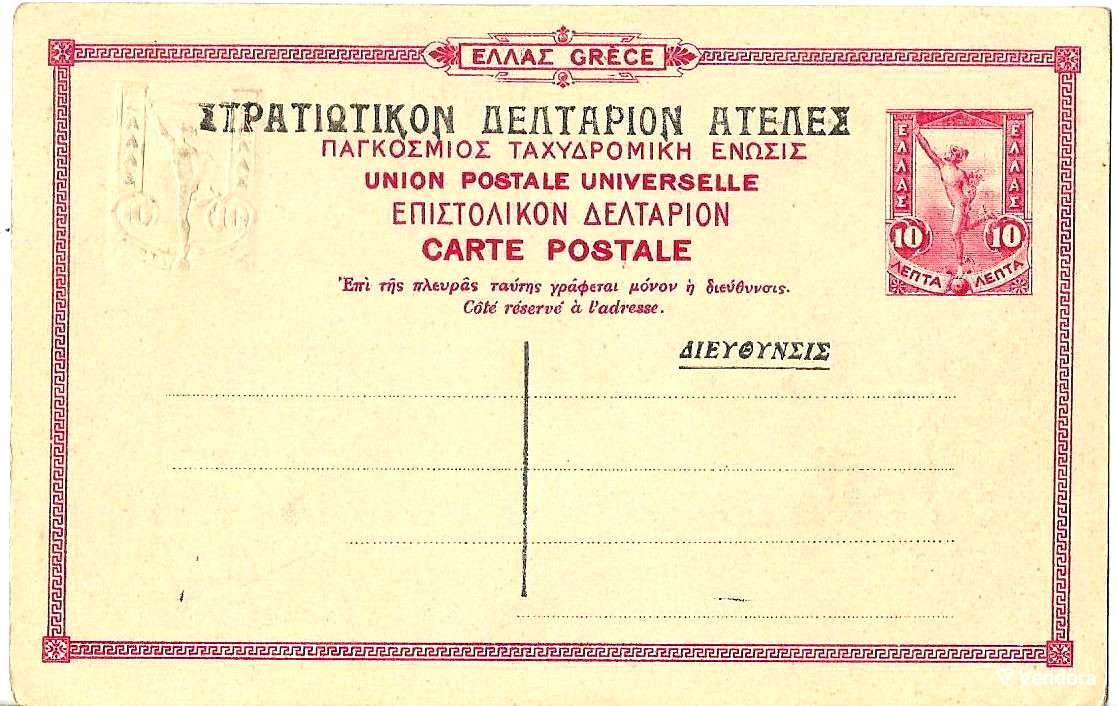 ΕΛΛΑΣ GRÈCE
ΣΤΡΑΤΙΩΤΙΚΟΝ ΔΕΛΤΑΡΙΟΝ ΑΤΕΛΕΣ
ΠΑΓΚΟΣΜΙΟΣ ΤΑΧΥΔΡΟΜΙΚΗ ΕΝΩΣΙΣ
UNION POSTALE UNIVERSELLE
ΕΠΙΣΤΟΛΙΚΟΝ ΔΕΛΤΑΡΙΟΝ
CARTE POSTALE
Ἐπὶ τῆς πλευρᾶς ταύτης γράφεται μόνον ἡ διεύθυνσις.
Côté réservé à l'adresse.
ΕΛΛΑΣ ΕΛΛΑΣ
10 10
ΛΕΠΤΑ ΛΕΠΤΑ
ΔΙΕΥΘΥΝΣΙΣ
Vendora